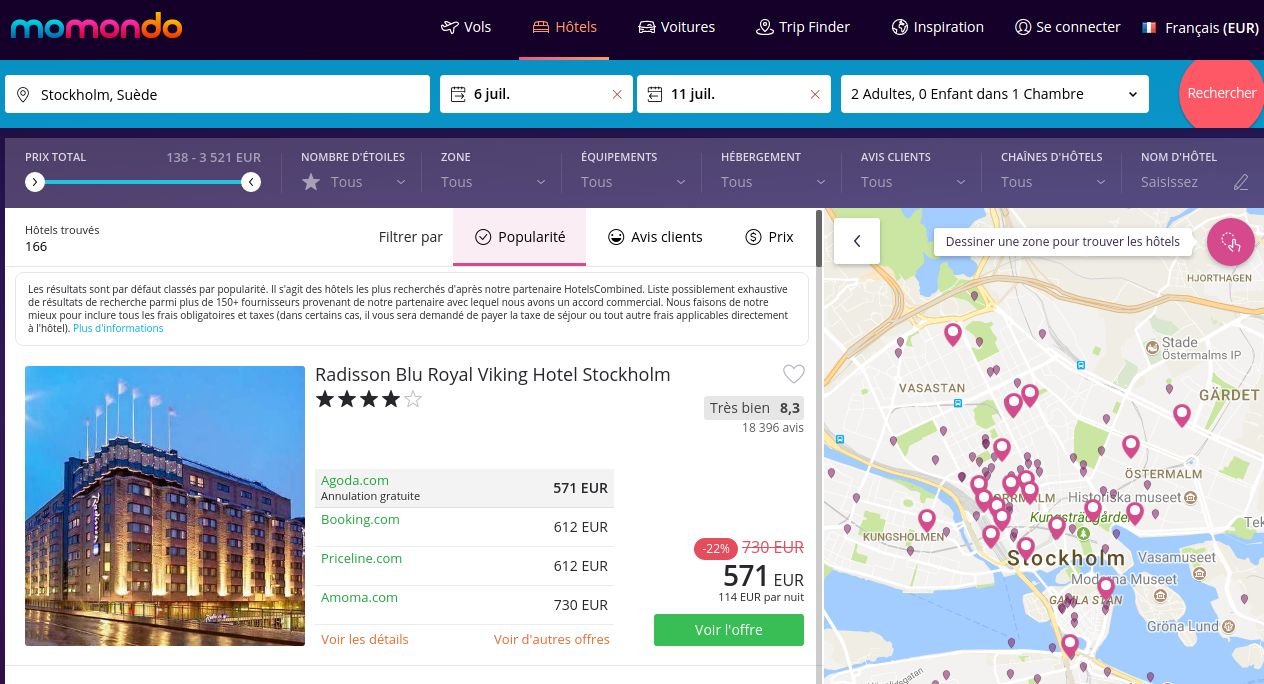 momondo
Vols
Hôtels
Voitures
Trip Finder
Inspiration
Se connecter
Français (EUR)
Stockholm, Suède
6 juil.
11 juil.
2 Adultes, 0 Enfant dans 1 Chambre
Rechercher
PRIX TOTAL
138 - 3 521 EUR
NOMBRE D'ÉTOILES
Tous
ZONE
Tous
ÉQUIPEMENTS
Tous
HÉBERGEMENT
Tous
AVIS CLIENTS
Tous
CHAÎNES D'HÔTELS
Tous
NOM D'HÔTEL
Saisissez
Hôtels trouvés
166
Filtrer par
Popularité
Avis clients
Prix
Les résultats sont par défaut classés par popularité. Il s'agit des hôtels les plus recherchés d'après notre partenaire HotelsCombined. Liste possiblement exhaustive
de résultats de recherche parmi plus de 150+ fournisseurs provenant de notre partenaire avec lequel nous avons un accord commercial. Nous faisons de notre
mieux pour inclure tous les frais obligatoires et taxes (dans certains cas, il vous sera demandé de payer la taxe de séjour ou tout autre frais applicables directement
à l'hôtel). Plus d'informations
Radisson Blu Royal Viking Hotel Stockholm
Très bien 8,3
18 396 avis
Agoda.com
Annulation gratuite
571 EUR
Booking.com
612 EUR
Priceline.com
612 EUR
Amoma.com
730 EUR
Voir les détails
Voir d'autres offres
-22% 730 EUR
571 EUR
114 EUR par nuit
Voir l'offre
Dessiner une zone pour trouver les hôtels
HJORTHAGEN
Stade
Östermalms IP
VASASTAN
GÄRDET
ÖSTERMALM
Historiska museet
Kungsträdgården
KUNGSHOLMEN
Stockholm
Vasamuseet
Moderna Museet
GAMLA STAN
Gröna Lund